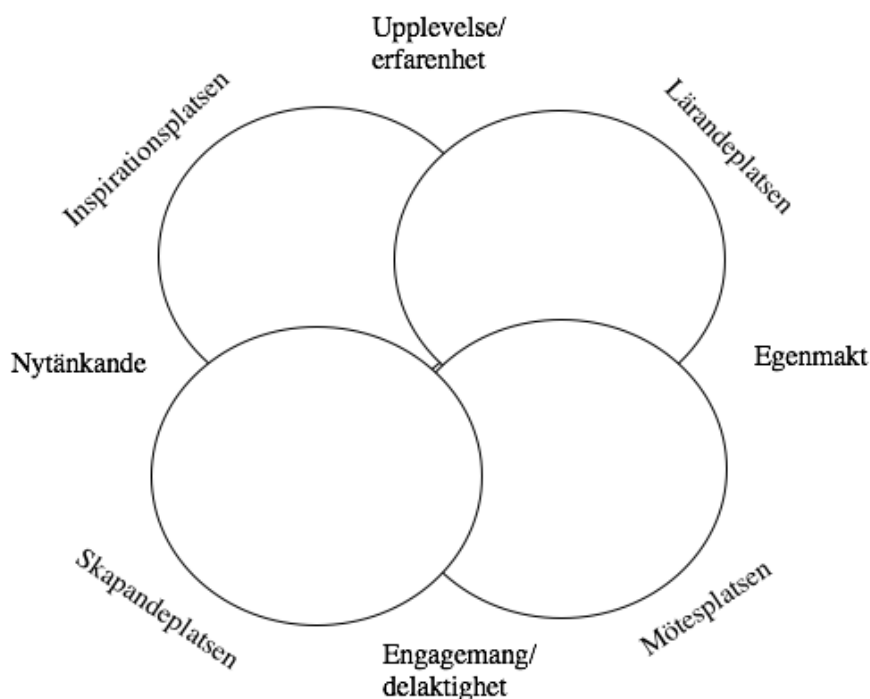 Upplevelse/
erfarenhet
Inspirationsplatsen
Lärandeplatsen
Nytänkande
Egenmakt
Skapandeplatsen
Mötesplatsen
Engagemang/
delaktighet